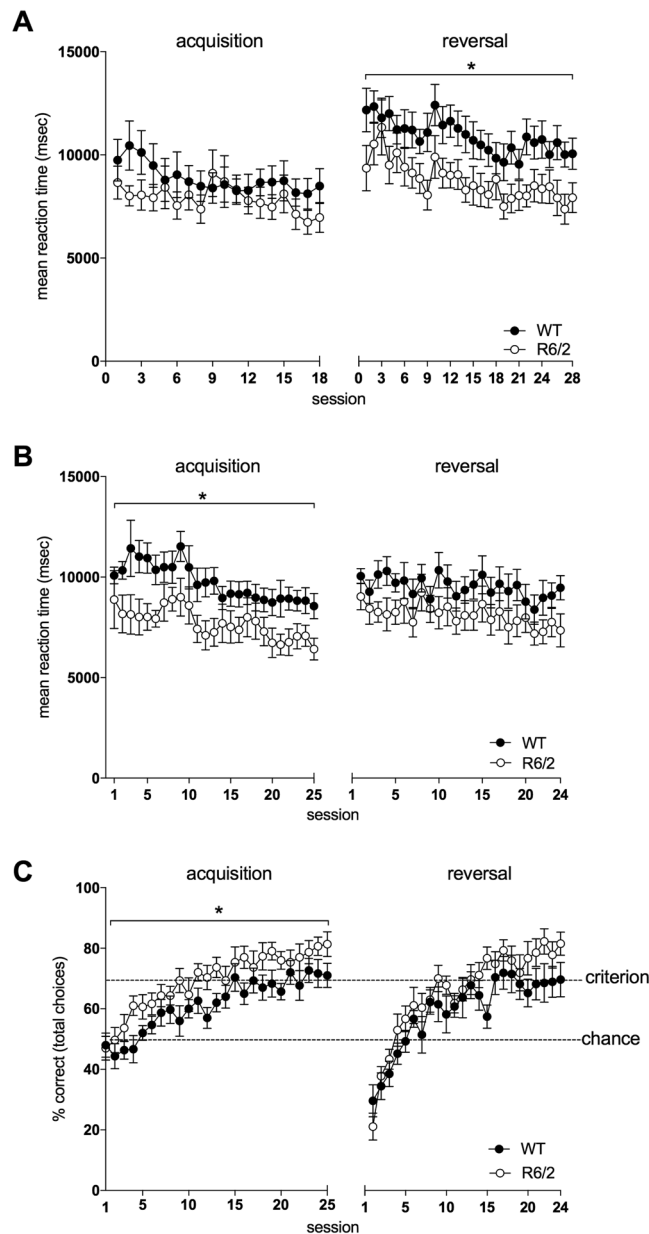 A
acquisition
reversal
mean reaction time (msec)
15000
10000
5000
0
*
WT
R6/2
0 3 6 9 12 15 18
0 3 6 9 12 15 18 21 24 28
session
B
acquisition
reversal
mean reaction time (msec)
15000
10000
5000
0
*
WT
R6/2
1 5 10 15 20 25
1 5 10 15 20 24
session
C
acquisition
reversal
% correct (total choices)
100
80
60
40
20
0
*
criterion
chance
WT
R6/2
1 5 10 15 20 25
1 5 10 15 20 24
session